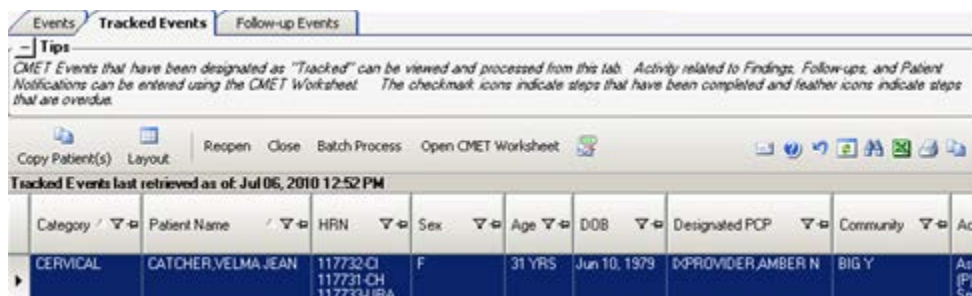 Events Tracked Events Follow-up Events
Tips
CMET Events that have been designated as "Tracked" can be viewed and processed from this tab. Activity related to Findings, Follow-ups, and Patient
Notifications can be entered using the CMET Worksheet The checkmark icons indicate steps that have been completed and feather icons indicate steps
that are overdue.
Copy Patient(s) Layout Reopen Close Batch Process Open CMET Worksheet
Tracked Events last retrieved as of: Jul 06, 2010 12:52 PM
Category Patient Name HRN Sex Age DOB Designated PCP Community
CERVICAL CATCHER,VELMA JEAN 117732-CI F 31 YRS Jun 10, 1979 IXPROVIDER,AMBER N BIG Y
117731-CH